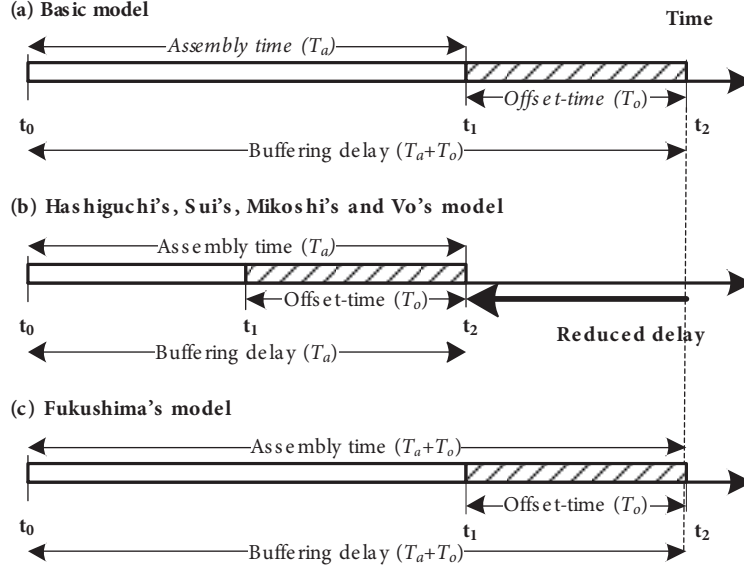 (a) Basic model
Time
Assembly time (Ta)
Offset-time (To)
t0 t1 t2
Buffering delay (Ta+To)
(b) Hashiguchi's, Sui's, Mikoshi's and Vo's model
Assembly time (Ta)
Offset-time (To)
t0 t1 t2
Reduced delay
Buffering delay (Ta)
(c) Fukushima's model
Assembly time (Ta+To)
Offset-time (To)
t0 t1 t2
Buffering delay (Ta+To)